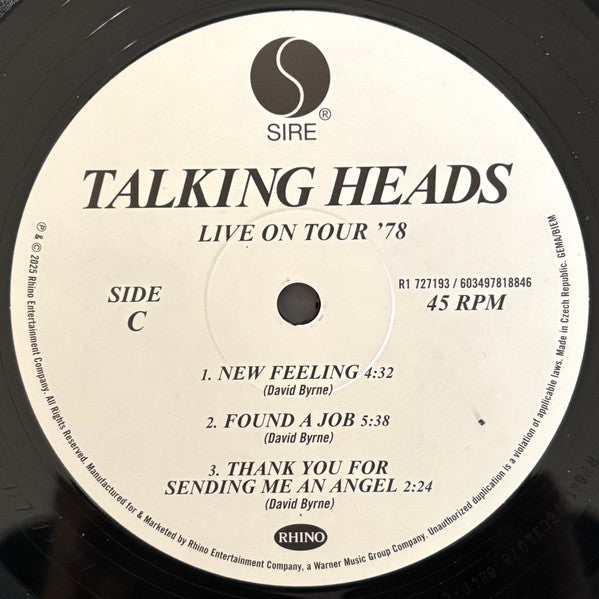 SIRE®
TALKING HEADS
LIVE ON TOUR '78
SIDE
C
R1 727193 / 603497818846
45 RPM
1. NEW FEELING 4:32
(David Byrne)
2. FOUND A JOB 5:38
(David Byrne)
3. THANK YOU FOR
SENDING ME AN ANGEL 2:24
(David Byrne)
RHINO
℗ & © 2025 Rhino Entertainment Company. All Rights Reserved. Manufactured for & Marketed by Rhino Entertainment Company, a Warner Music Group Company. Unauthorized duplication is a violation of applicable laws. Made in Czech Republic. GEMA/BIEM